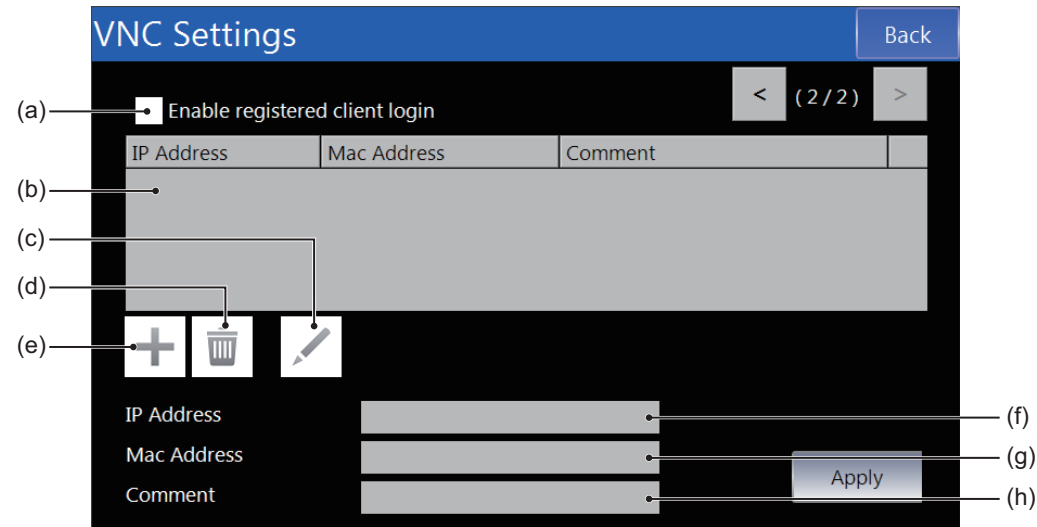 VNC Settings Back
(a) Enable registered client login < (2/2) >
IP Address Mac Address Comment
(b)
(c)
(d)
(e)
IP Address (f)
Mac Address (g)
Apply
Comment (h)